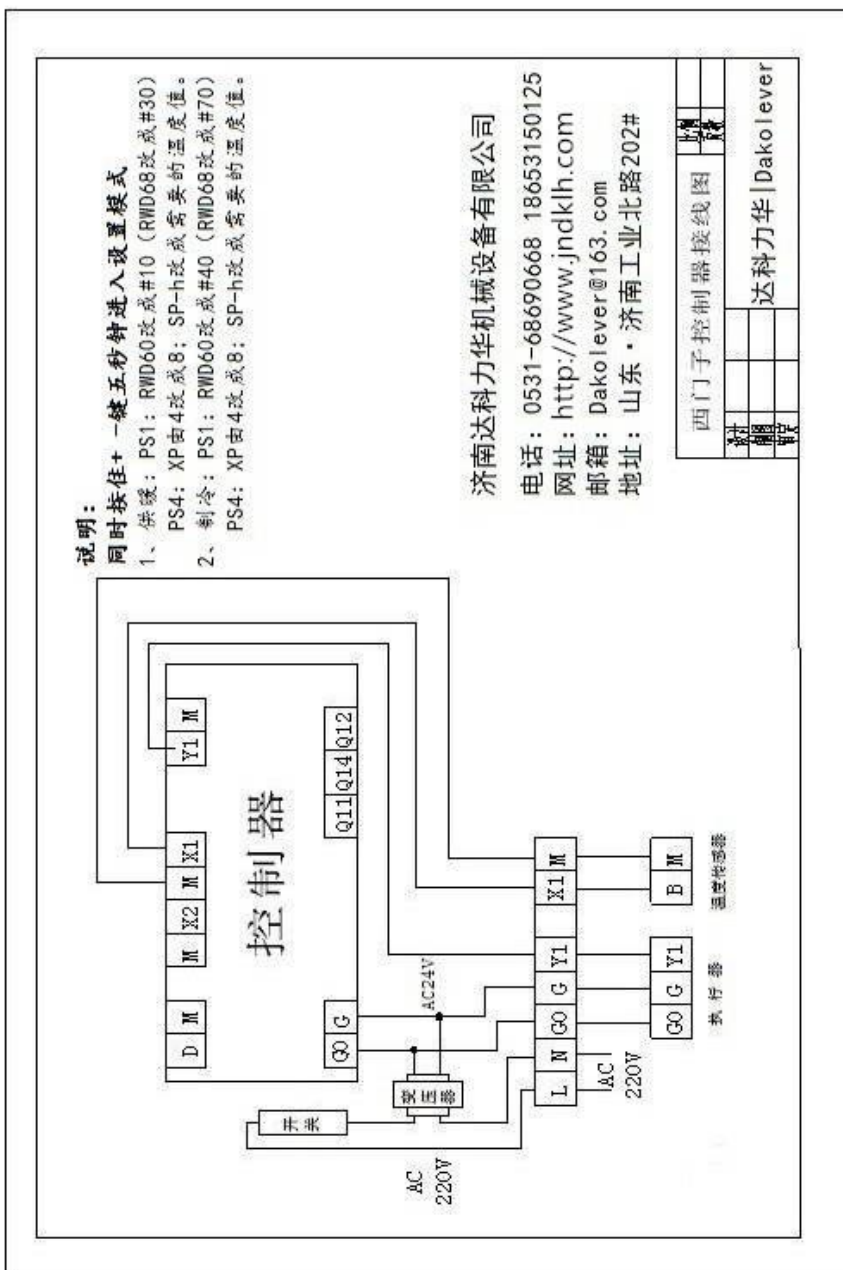 说明：
同时按住+ -键五秒钟进入设置模式
1、供暖：PS1：RWD60改成#10（RWD68改成#30）
PS4：XP由4改成8；SP-h改成需要的温度值。
2、制冷：PS1：RWD60改成#40（RWD68改成#70）
PS4：XP由4改成8；SP-h改成需要的温度值。
D M
M X2 M X1
Y1 M
控制器
G0 G
Q11 Q14 Q12
开关
变压器
AC24V
AC
220V
L N G0 G Y1
X1 M
AC
220V
G0 G Y1
B M
执行器
温度传感器
济南达科力华机械设备有限公司
电话：0531-68690668 18653150125
网址：http://www.jndklh.com
邮箱：Dakolever@163.com
地址：山东·济南工业北路202#
西门子控制器接线图
设计
审定
达科力华|Dakolever